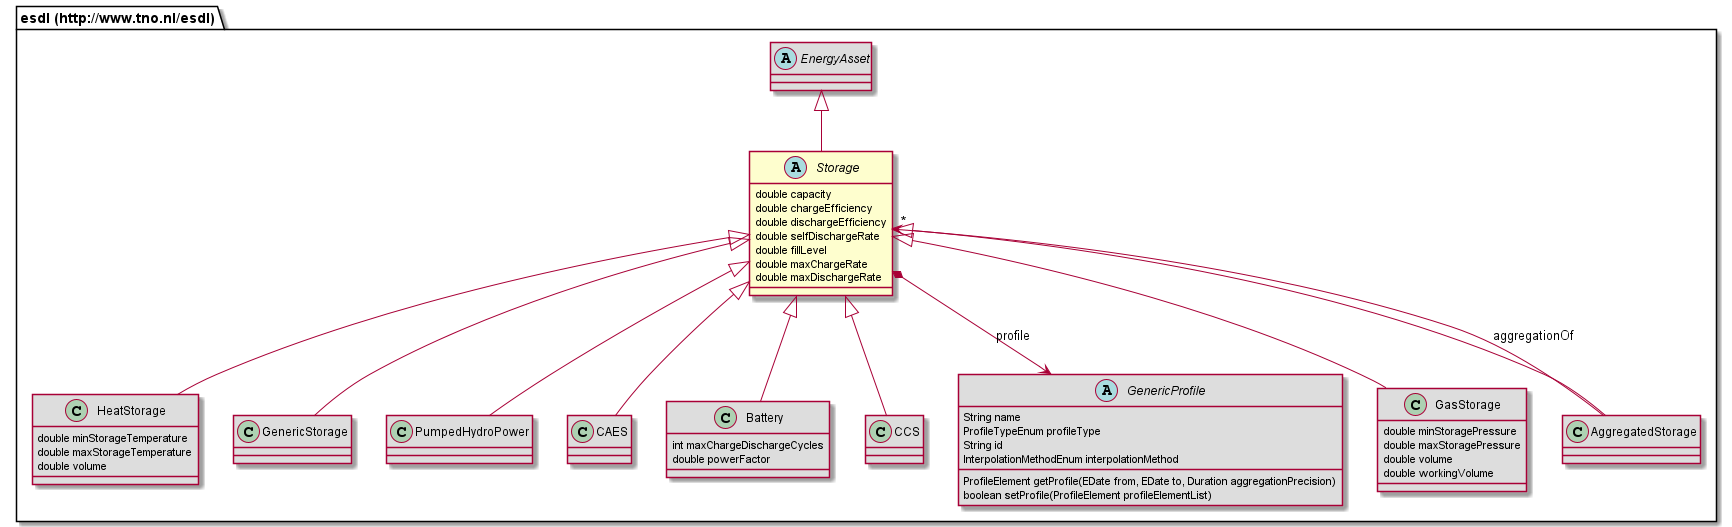 esdl (http://www.tno.nl/esdl)
A EnergyAsset
A Storage
double capacity
double chargeEfficiency
double dischargeEfficiency
double selfDischargeRate
double fillLevel
double maxChargeRate
double maxDischargeRate
*
profile
aggregationOf
C HeatStorage
double minStorageTemperature
double maxStorageTemperature
double volume
C GenericStorage
C PumpedHydroPower
C CAES
C Battery
int maxChargeDischargeCycles
double powerFactor
C CCS
A GenericProfile
String name
ProfileTypeEnum profileType
String id
InterpolationMethodEnum interpolationMethod
ProfileElement getProfile(EDate from, EDate to, Duration aggregationPrecision)
boolean setProfile(ProfileElement profileElementList)
C GasStorage
double minStoragePressure
double maxStoragePressure
double volume
double workingVolume
C AggregatedStorage